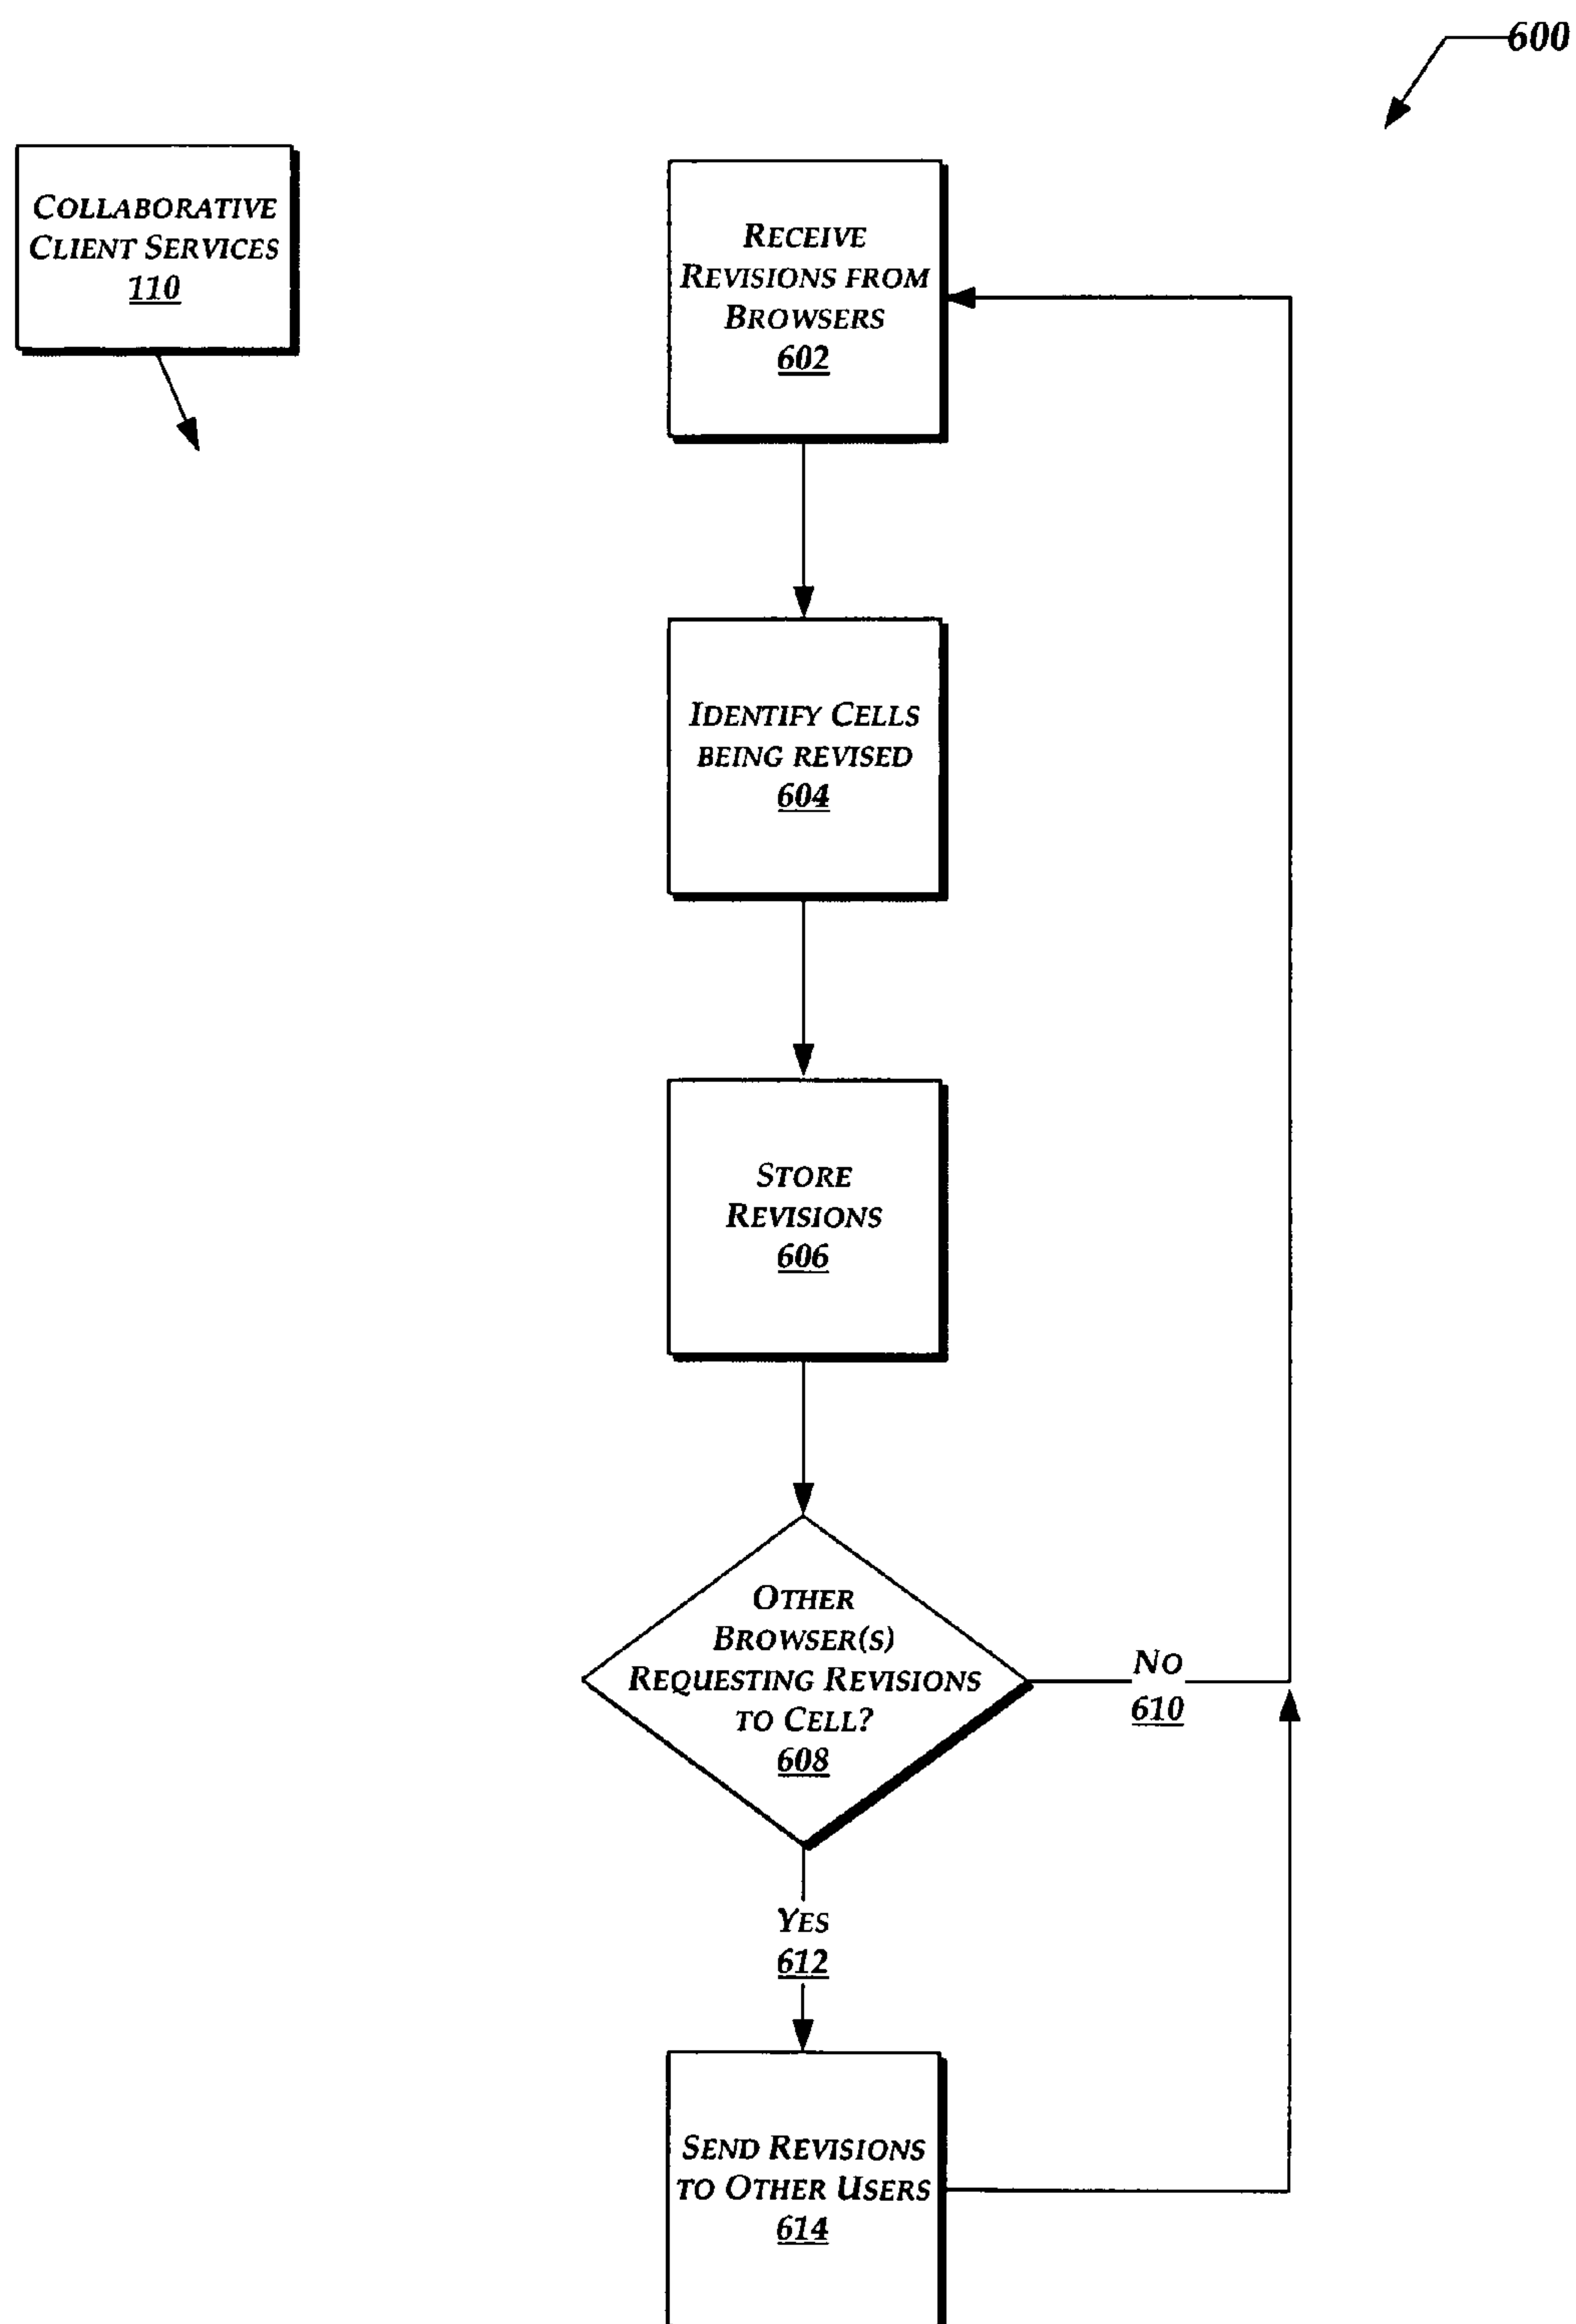 600
COLLABORATIVE
CLIENT SERVICES
110
RECEIVE
REVISIONS FROM
BROWSERS
602
IDENTIFY CELLS
BEING REVISED
604
STORE
REVISIONS
606
OTHER
BROWSER(S)
REQUESTING REVISIONS
TO CELL?
608
NO
610
YES
612
SEND REVISIONS
TO OTHER USERS
614